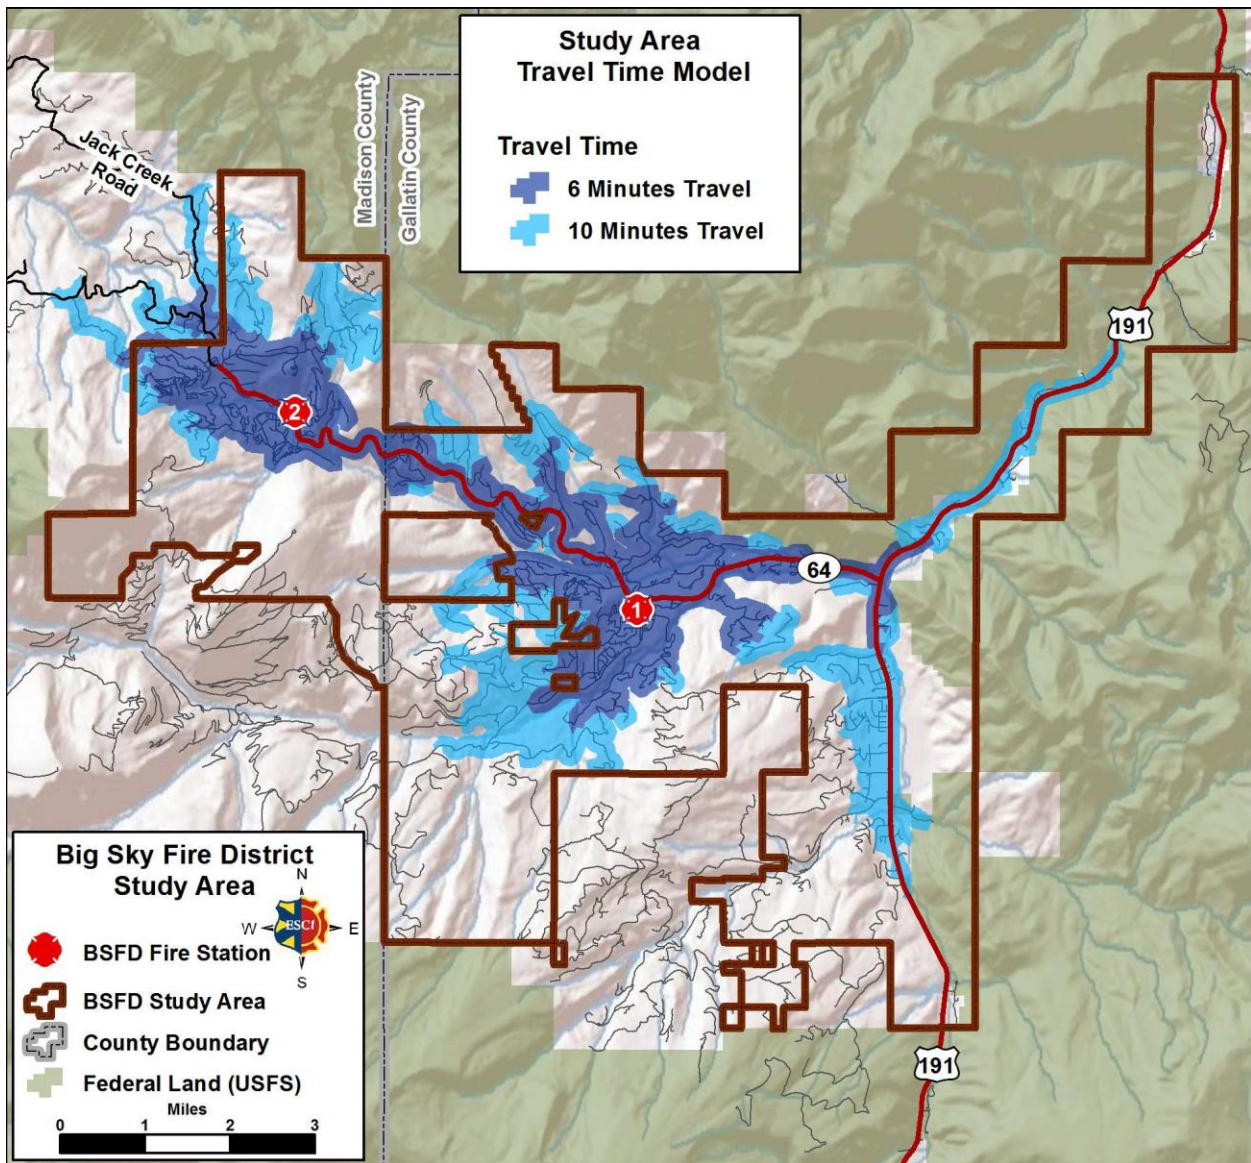 Study Area
Travel Time Model
Travel Time
6 Minutes Travel
10 Minutes Travel
Madison County
Gallatin County
Jack Creek
Road
191
2
64
1
191
Big Sky Fire District
Study Area
N
W
ESCI
E
S
BSFD Fire Station
BSFD Study Area
County Boundary
Federal Land (USFS)
Miles
0 1 2 3